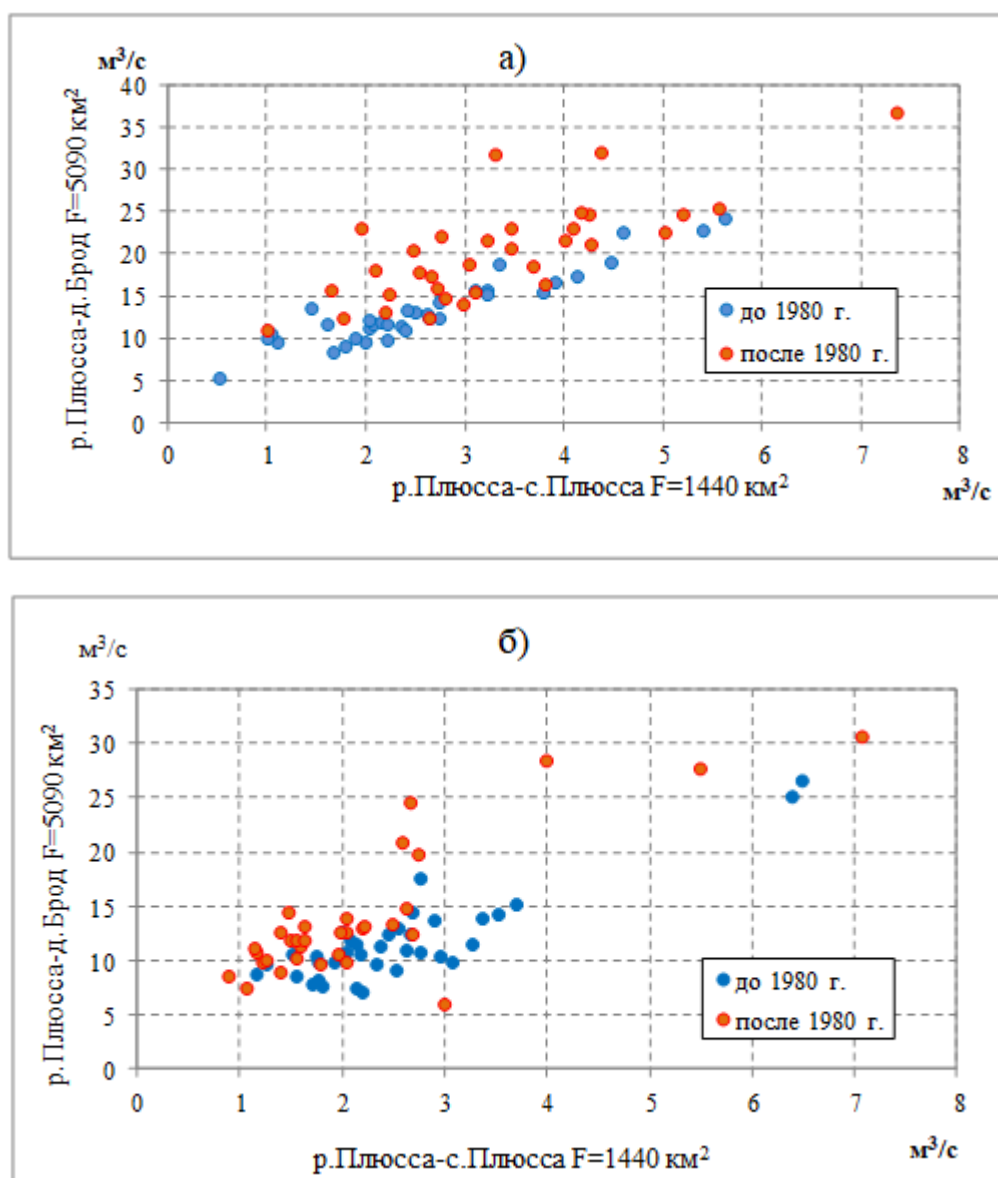 м³/с
а)
р.Плюсса-д.Брод F=5090 км²
40
35
30
25
20
15
10
5
0
до 1980 г.
после 1980 г.
0 1 2 3 4 5 6 7 8
р.Плюсса-с.Плюсса F=1440 км²
м³/с
м³/с
б)
р.Плюсса-д.Брод F=5090 км²
35
30
25
20
15
10
5
0
до 1980 г.
после 1980 г.
0 1 2 3 4 5 6 7 8
р.Плюсса-с.Плюсса F=1440 км²
м³/с